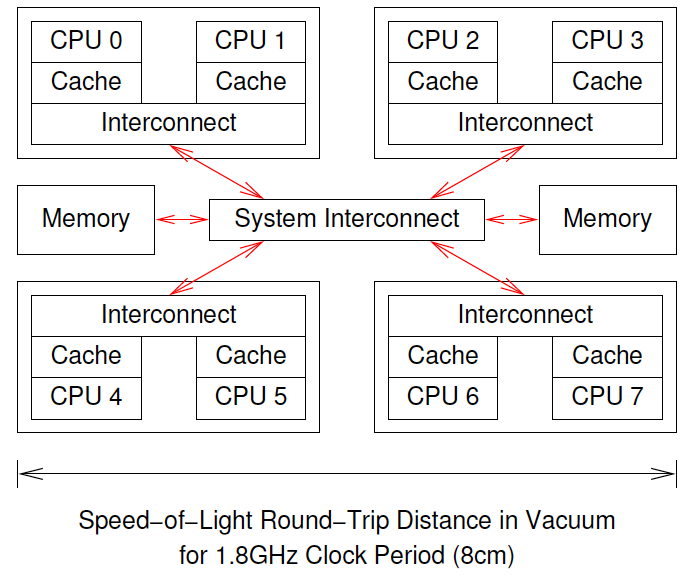 CPU 0
CPU 1
Cache
Cache
Interconnect
CPU 2
CPU 3
Cache
Cache
Interconnect
Memory
System Interconnect
Memory
Interconnect
Cache
Cache
CPU 4
CPU 5
Interconnect
Cache
Cache
CPU 6
CPU 7
Speed−of−Light Round−Trip Distance in Vacuum
for 1.8GHz Clock Period (8cm)